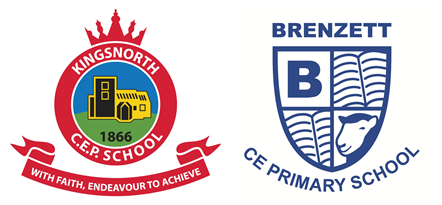 KINGSNORTH
1866
C.E.P. SCHOOL
WITH FAITH, ENDEAVOUR TO ACHIEVE
BRENZETT
B
CE PRIMARY SCHOOL